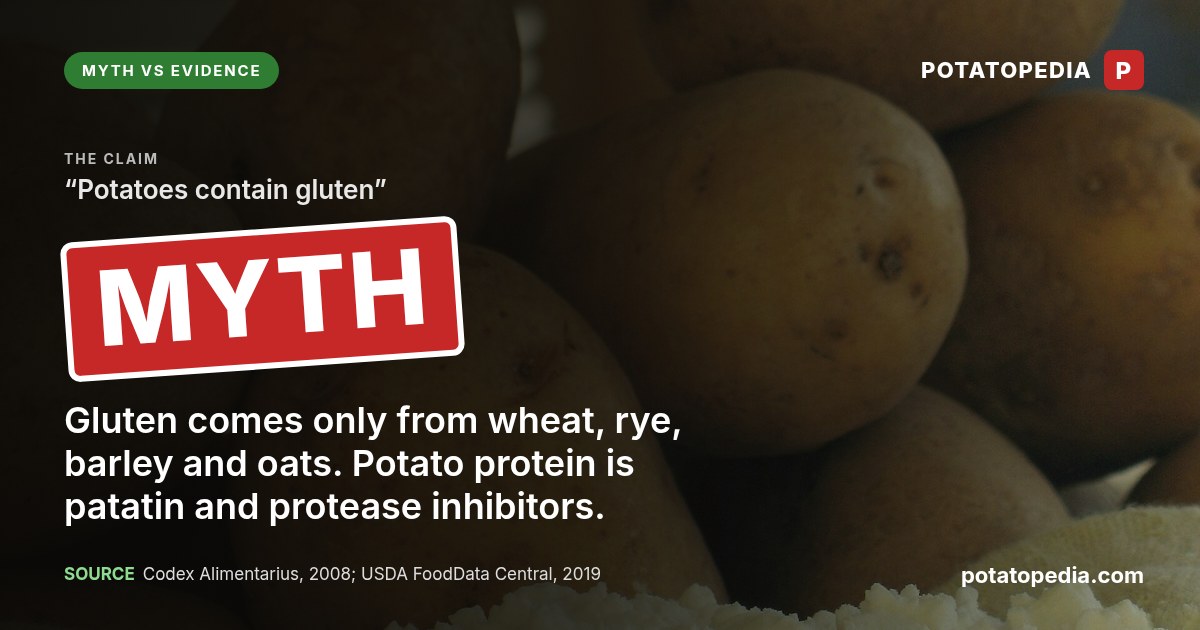 MYTH VS EVIDENCE
POTATOPEDIA P
THE CLAIM
“Potatoes contain gluten”
MYTH
Gluten comes only from wheat, rye,
barley and oats. Potato protein is
patatin and protease inhibitors.
SOURCE Codex Alimentarius, 2008; USDA FoodData Central, 2019
potatopedia.com